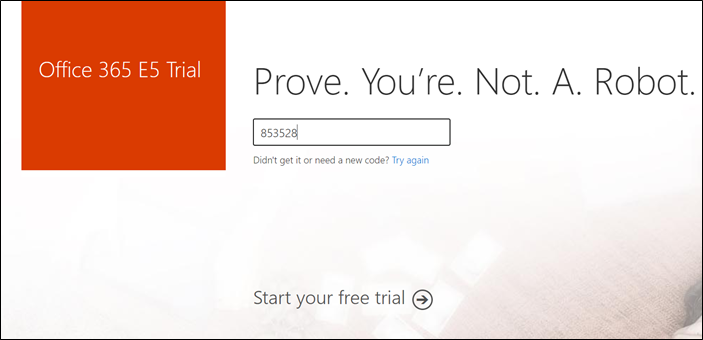 Office 365 E5 Trial
Prove. You’re. Not. A. Robot.
853528
Didn't get it or need a new code? Try again
Start your free trial